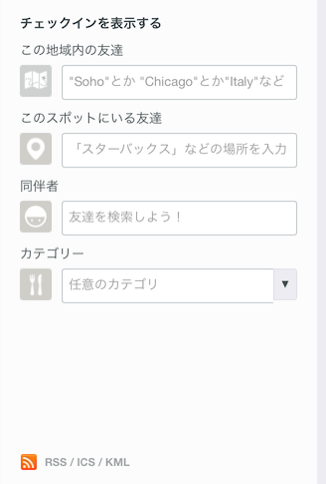 チェックインを表示する
この地域内の友達
"Soho"とか "Chicago"とか"Italy"など
このスポットにいる友達
「スターバックス」などの場所を入力
同伴者
友達を検索しよう！
カテゴリー
任意のカテゴリ
RSS / ICS / KML